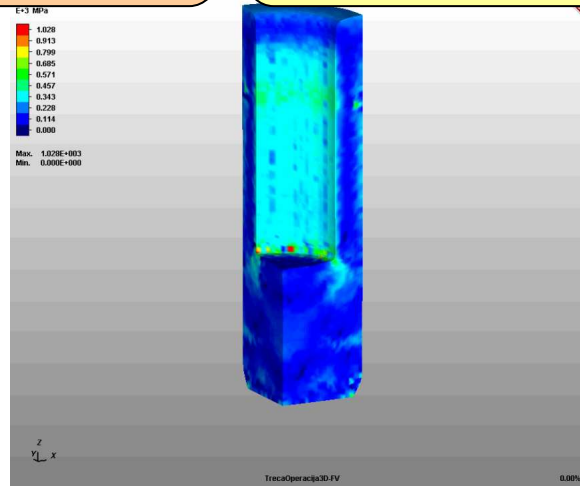 E+3 MPa
1.028
0.913
0.799
0.685
0.571
0.457
0.343
0.228
0.114
0.000
Max. 1.028E+003
Min. 0.000E+000
Z
Y X
TrecaOperacija3D-FV
0.00%